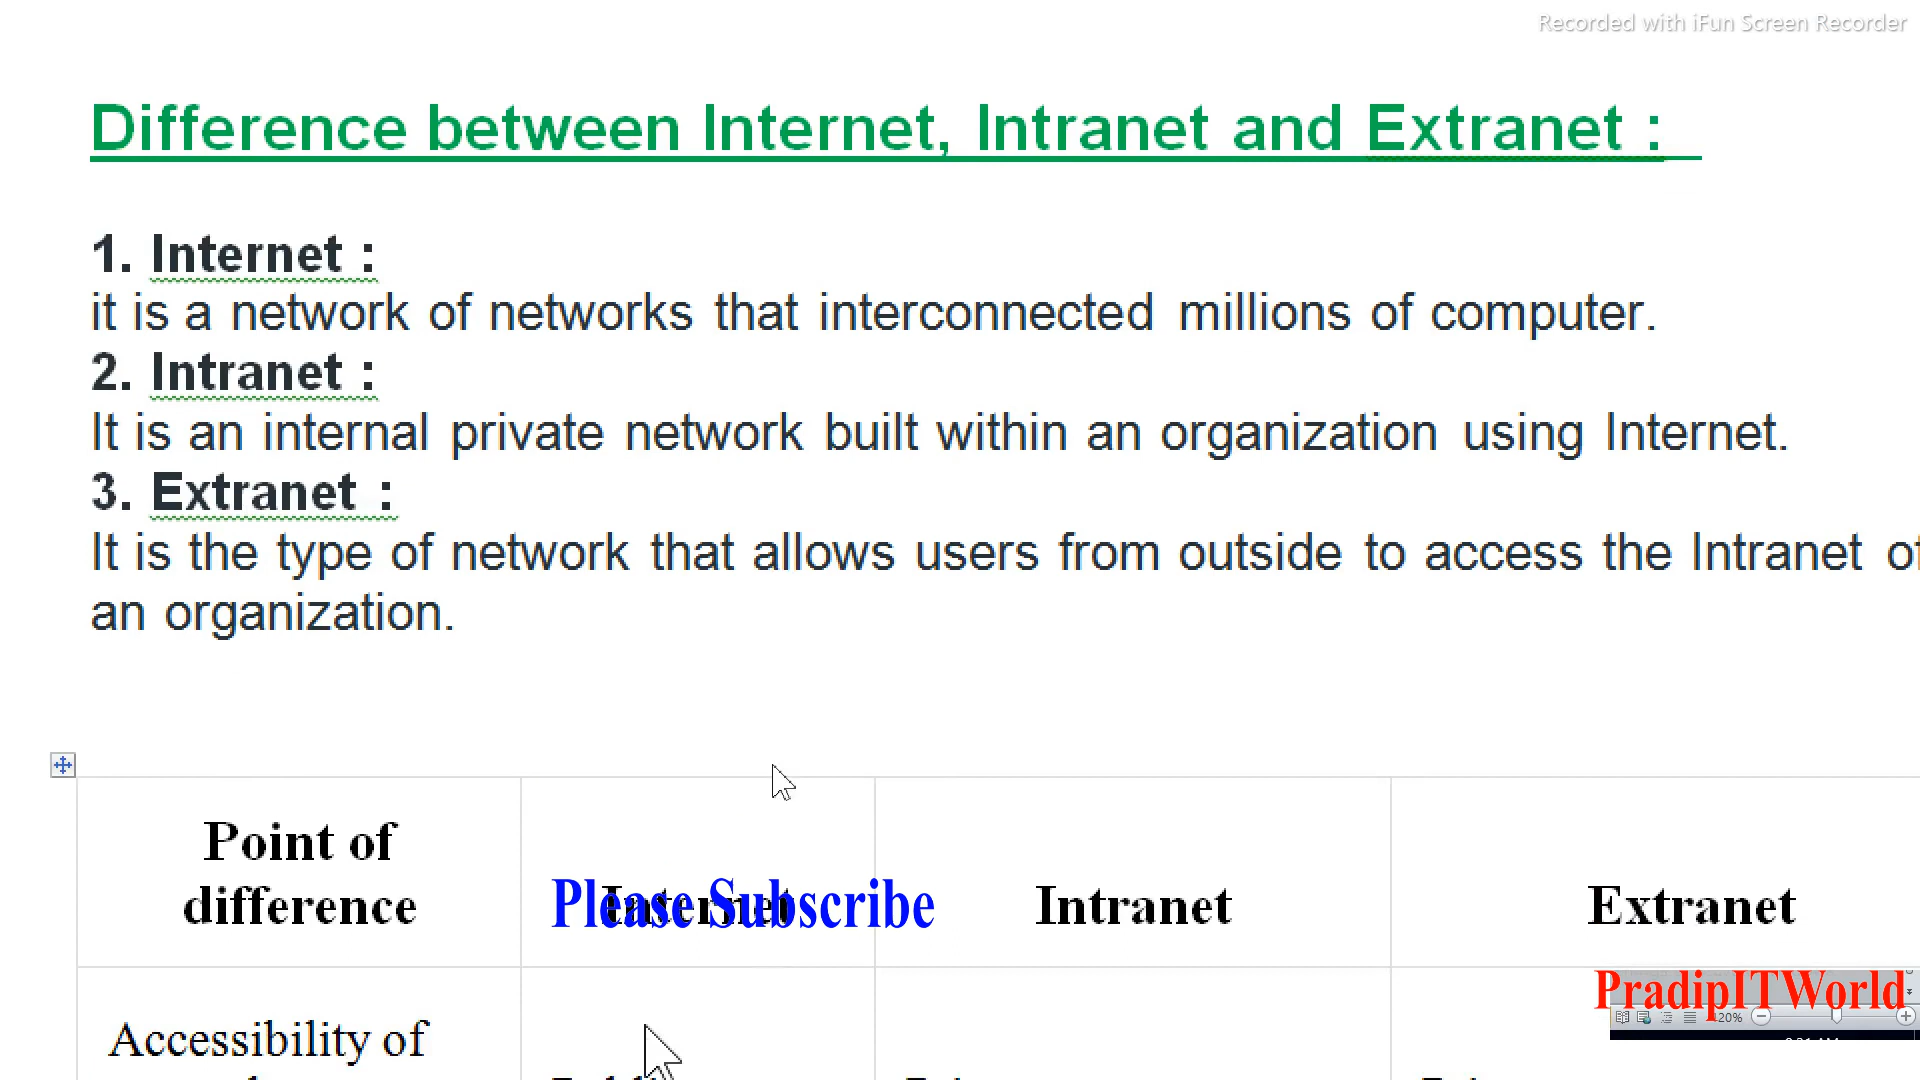 Recorded with iFun Screen Recorder
Difference between Internet, Intranet and Extranet :
1. Internet :
it is a network of networks that interconnected millions of computer.
2. Intranet :
It is an internal private network built within an organization using Internet.
3. Extranet :
It is the type of network that allows users from outside to access the Intranet of
an organization.
Point of
difference
Internet
Please Subscribe
Intranet
Extranet
PradipITWorld
120%
Accessibility of